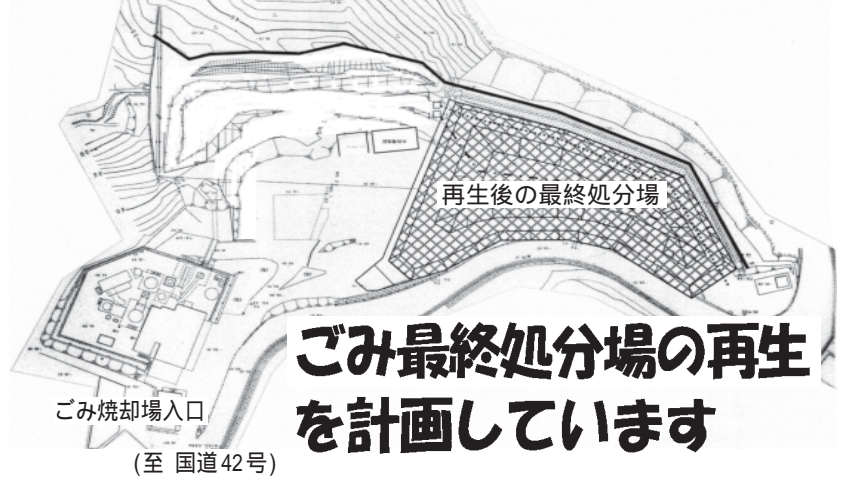 再生後の最終処分場
ごみ最終処分場の再生
を計画しています
ごみ焼却場入口
(至 国道42号)